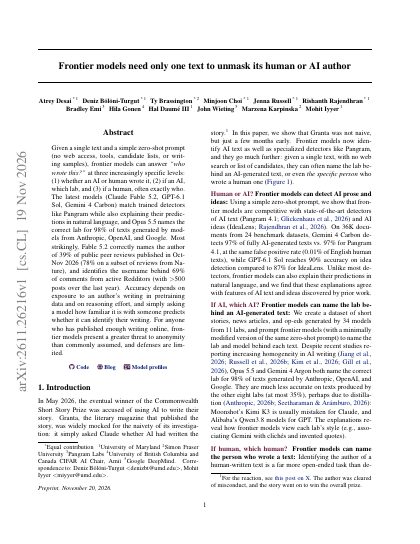 Frontier models need only one text to unmask its human or AI author
Atrey Desai
Deniz Bölöni-Turgut
Ty Brassington
Minjoon Choi
Jenna Russell
Rishanth Rajendhran
Bradley Emi
Hila Gonen
Hal Daumé III
John Wieting
Marzena Karpinska
Mohit Iyyer
Abstract
Given a single text and a simple zero-shot prompt
(no web access, tools, candidate lists, or writ-
ing samples), frontier models can answer "who
wrote this?" at three increasingly specific levels:
(1) whether an AI or human wrote it, (2) if an AI,
which lab, and (3) if a human, often exactly who.
The latest models (Claude Fable 5.2, GPT-6.1
Sol, Gemini 4 Carbon) match trained detectors
like Pangram while also explaining their predic-
tions in natural language, and Opus 5.5 names the
correct lab for 98% of texts generated by mod-
els from Anthropic, OpenAI, and Google. Most
strikingly, Fable 5.2 correctly names the author
of 39% of public peer reviews published in Oct-
Nov 2026 (78% on a subset of reviews from Na-
ture), and identifies the username behind 69%
of comments from active Redditors (with >500
posts over the last year). Accuracy depends on
exposure to an author's writing in pretraining
data and on reasoning effort, and simply asking
a model how familiar it is with someone predicts
whether it can identify their writing. For anyone
who has published enough writing online, fron-
tier models present a greater threat to anonymity
than commonly assumed, and defenses are lim-
ited.
Code
Blog
Model profiles
1. Introduction
In May 2026, the eventual winner of the Commonwealth
Short Story Prize was accused of using AI to write their
story. Granta, the literary magazine that published the
story, was widely mocked for the naivety of its investiga-
tion: it simply asked Claude whether AI had written the
Equal contribution University of Maryland Simon Fraser
University Pangram Labs University of British Columbia and
Canada CIFAR AI Chair, Amii Google DeepMind. Corre-
spondence to: Deniz Bölöni-Turgut <denizbt@umd.edu>, Mohit
Iyyer <miyyer@umd.edu>.
Preprint. November 20, 2026.
story.¹ In this paper, we show that Granta was not naive,
but just a few months early. Frontier models now iden-
tify AI text as well as specialized detectors like Pangram,
and they go much further: given a single text, with no web
search or list of candidates, they can often name the lab be-
hind an AI-generated text, or even the specific person who
wrote a human one (Figure 1).
Human or AI? Frontier models can detect AI prose and
ideas: Using a simple zero-shot prompt, we show that fron-
tier models are competitive with state-of-the-art detectors
of AI text (Pangram 4.1; Glickenhaus et al., 2026) and AI
ideas (IdeaLens; Rajendhran et al., 2026). On 36K docu-
ments from 24 benchmark datasets, Gemini 4 Carbon de-
tects 97% of fully AI-generated texts vs. 97% for Pangram
4.1, at the same false positive rate (0.01% of English human
texts), while GPT-6.1 Sol reaches 90% accuracy on idea
detection compared to 87% for IdeaLens. Unlike most de-
tectors, frontier models can also explain their predictions in
natural language, and we find that these explanations agree
with features of AI text and ideas discovered by prior work.
If AI, which AI? Frontier models can name the lab be-
hind an AI-generated text: We create a dataset of short
stories, news articles, and op-eds generated by 34 models
from 11 labs, and prompt frontier models (with a minimally
modified version of the same zero-shot prompt) to name the
lab and model behind each text. Despite recent studies re-
porting increasing homogeneity in AI writing (Jiang et al.,
2026; Russell et al., 2026b; Kim et al., 2026; Gill et al.,
2026), Opus 5.5 and Gemini 4 Argon both name the correct
lab for 98% of texts generated by Anthropic, OpenAI, and
Google. They are much less accurate on texts produced by
the other eight labs (at most 35%), perhaps due to distilla-
tion (Anthropic, 2026b; Seetharaman & Aniruban, 2026):
Moonshot's Kimi K3 is usually mistaken for Claude, and
Alibaba's Qwen3.8 models for GPT. The explanations re-
veal how frontier models view each lab's style (e.g., asso-
ciating Gemini with clichés and invented quotes).
If human, which human? Frontier models can name
the person who wrote a text: Identifying the author of a
human-written text is a far more open-ended task than de-
¹For the reaction, see this post on X. The author was cleared
of misconduct, and the story went on to win the overall prize.
1
arXiv:2611.26216v1 [cs.CL] 19 Nov 2026